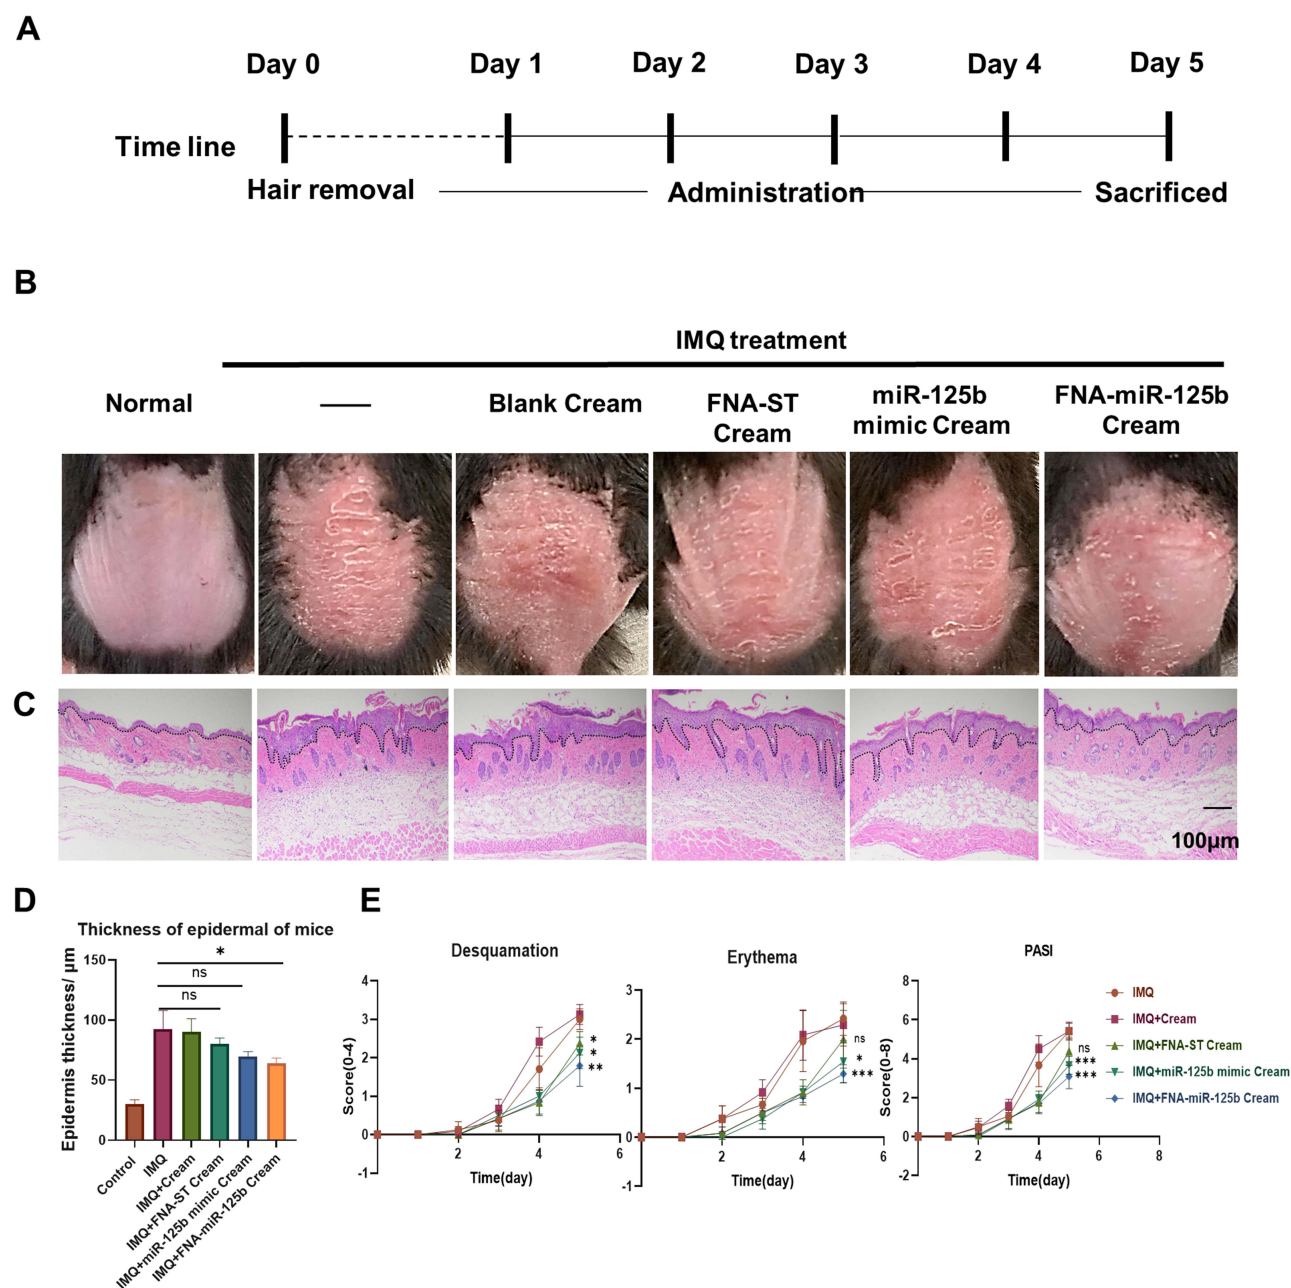 A
Day 0 Day 1 Day 2 Day 3 Day 4 Day 5
Time line
Hair removal Administration Sacrificed
B
IMQ treatment
Normal — Blank Cream FNA-ST Cream miR-125b mimic Cream FNA-miR-125b Cream
C
100µm
D
Thickness of epidermal of mice
Epidermis thickness/ µm
150
100
50
0
*
ns
ns
Control
IMQ
IMQ+Cream
IMQ+FNA-ST Cream
IMQ+miR-125b mimic Cream
IMQ+FNA-miR-125b Cream
E
Desquamation
Score(0-4)
4
3
2
1
0
-1
2 4 6
Time(day)
*
*
**
Erythema
3
2
1
0
-1
2 4 6
Time(day)
ns
*
***
PASI
Score(0-8)
8
6
4
2
0
-2
2 4 6 8
Time(day)
ns
***
***
IMQ
IMQ+Cream
IMQ+FNA-ST Cream
IMQ+miR-125b mimic Cream
IMQ+FNA-miR-125b Cream